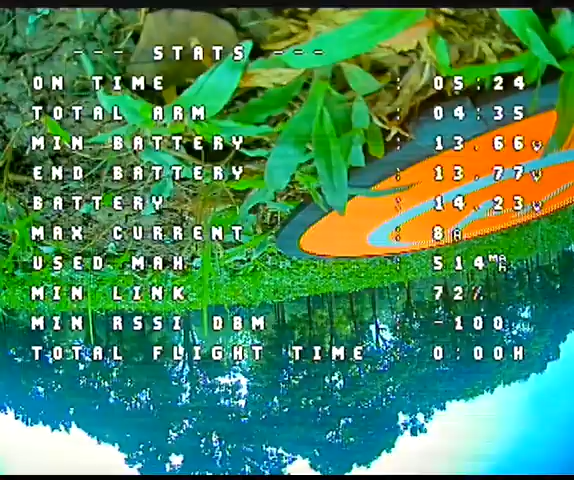 --- STATS ---
ON TIME : 05:24
TOTAL ARM : 04:35
MIN BATTERY : 13.66V
END BATTERY : 13.77V
BATTERY : 14.23V
MAX CURRENT : 8A
USED MAH : 514MAH
MIN LINK : 72%
MIN RSSI DBM : -100
TOTAL FLIGHT TIME : 0:00H